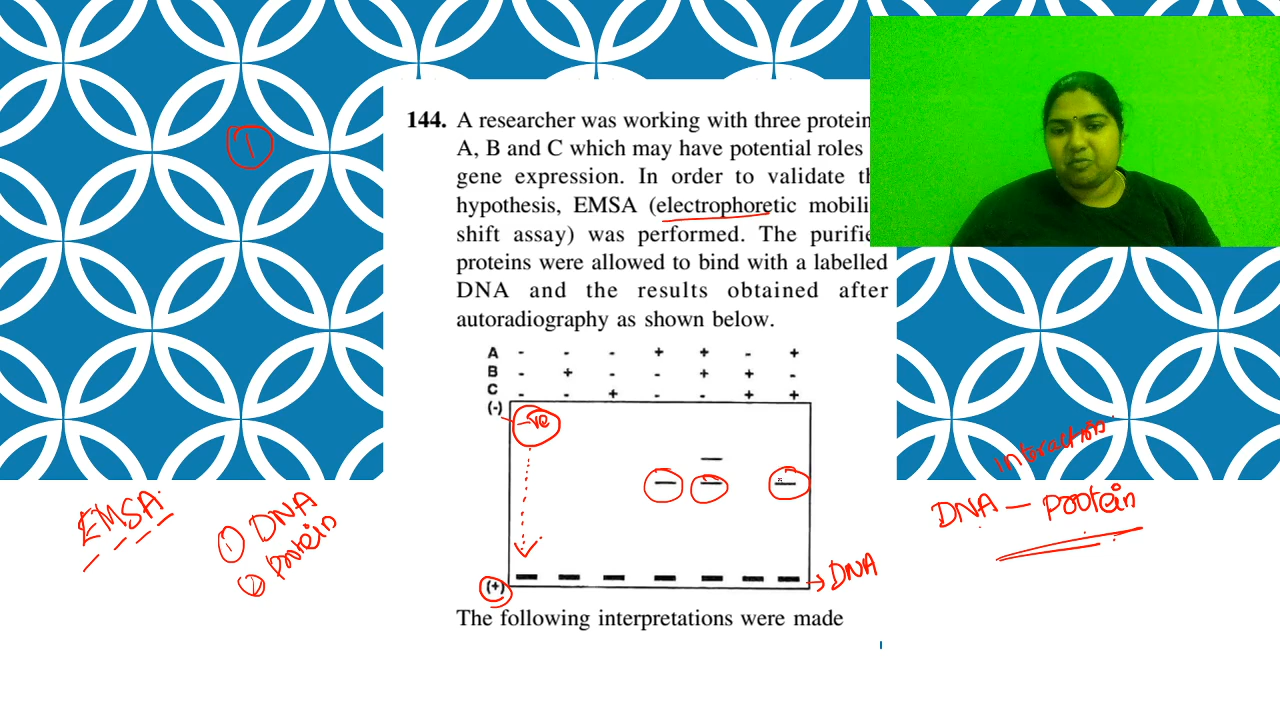 144. A researcher was working with three protein
A, B and C which may have potential roles
gene expression. In order to validate th
hypothesis, EMSA (electrophoretic mobili
shift assay) was performed. The purifie
proteins were allowed to bind with a labelled
DNA and the results obtained after
autoradiography as shown below.
A - - - + + - +
B - + - - + + -
C - - + - - + +
(-)
-ve
(+)
The following interpretations were made
1
EMSA
1 DNA
2 protein
interaction
DNA - protein
→ DNA